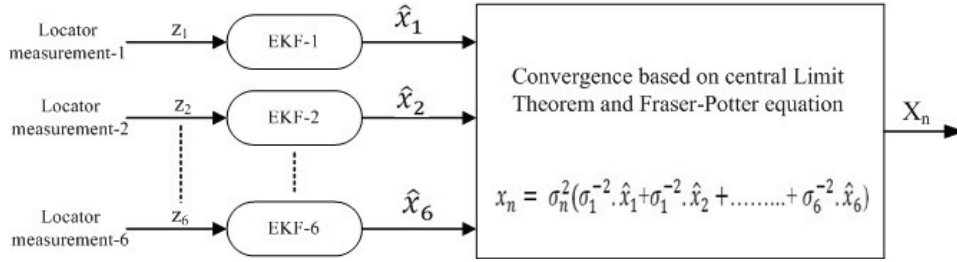 Locator measurement-1
z₁
EKF-1
x̂₁
Locator measurement-2
z₂
EKF-2
x̂₂
Locator measurement-6
z₆
EKF-6
x̂₆
Convergence based on central Limit
Theorem and Fraser-Potter equation
xₙ = σₙ²(σ₁⁻².x̂₁+σ₁⁻².x̂₂ +.........+ σ₆⁻².x̂₆)
Xₙ